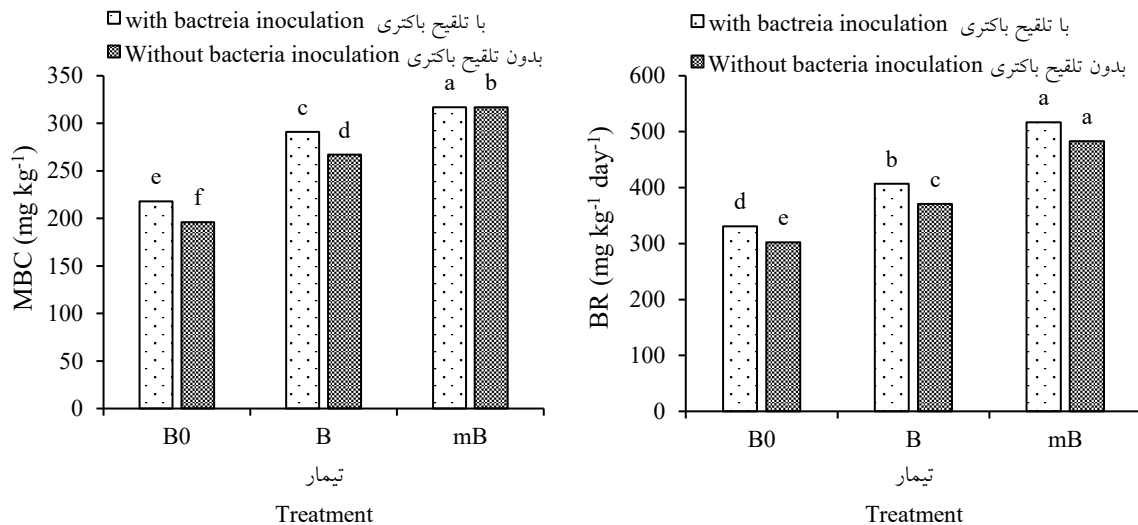 with bactreia inoculation با تلقیح باکتری
Without bacteria inoculation بدون تلقیح باکتری
MBC (mg kg⁻¹)
350
300
250
200
150
100
50
0
e
f
c
d
a
b
B0
B
mB
تیمار
Treatment
with bactreia inoculation با تلقیح باکتری
Without bacteria inoculation بدون تلقیح باکتری
BR (mg kg⁻¹ day⁻¹)
600
500
400
300
200
100
0
d
e
b
c
a
a
B0
B
mB
تیمار
Treatment